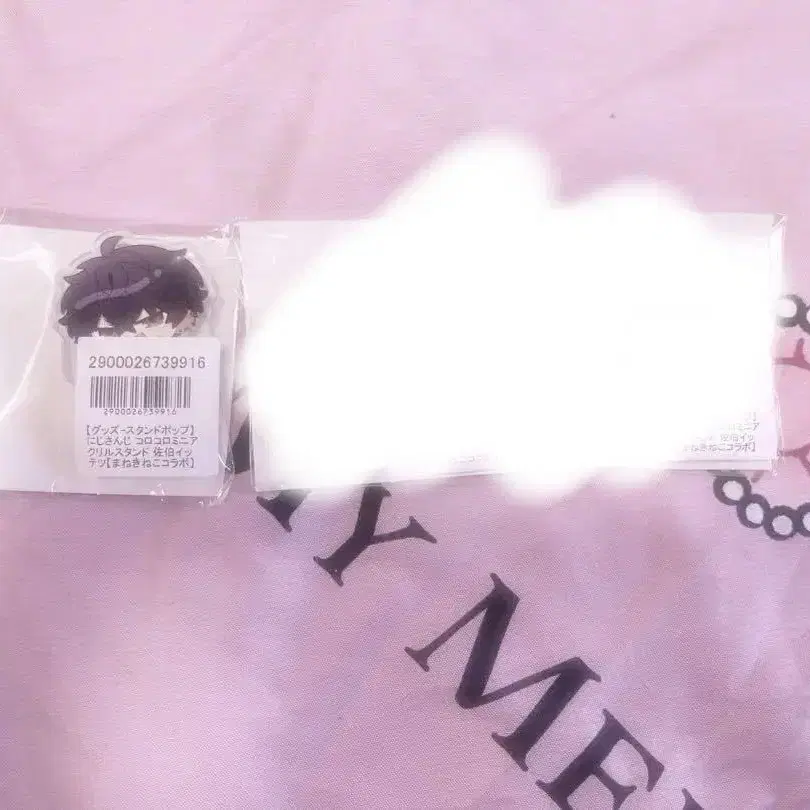 2900026739916
2900026739916
【グッズ-スタンドポップ】
にじさんじ コロコロミニア
クリルスタンド 佐伯イッ
テツ【まねきねこコラボ】
ロミニア
佐伯イッ
ねこコラボ】
Y ME